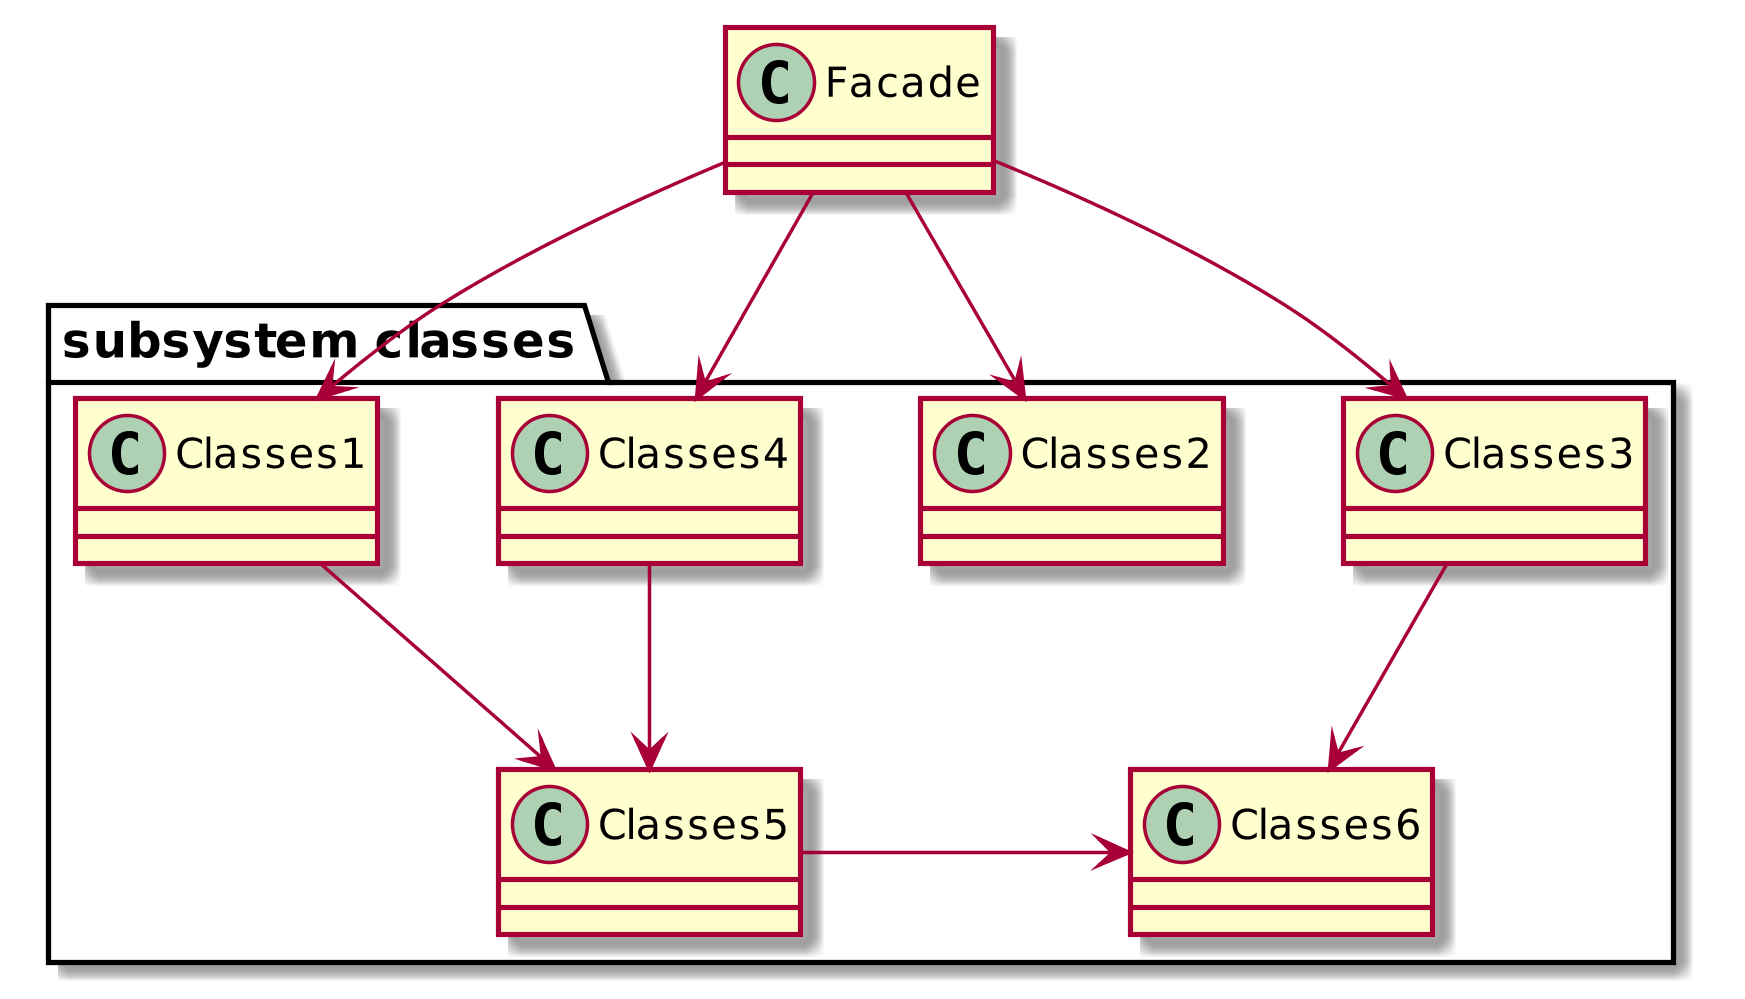 C Facade
subsystem classes
C Classes1
C Classes4
C Classes2
C Classes3
C Classes5
C Classes6